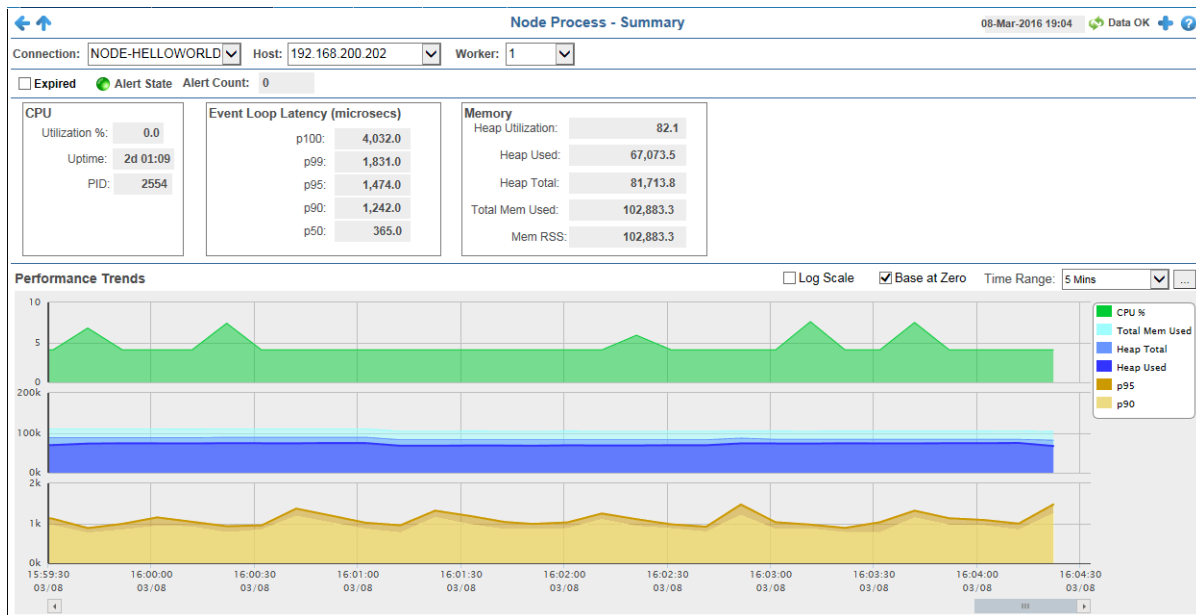 Node Process - Summary
08-Mar-2016 19:04 Data OK
Connection: NODE-HELLOWORLD Host: 192.168.200.202 Worker: 1
Expired Alert State Alert Count: 0
CPU
Utilization %: 0.0
Uptime: 2d 01:09
PID: 2554
Event Loop Latency (microsecs)
p100: 4,032.0
p99: 1,831.0
p95: 1,474.0
p90: 1,242.0
p50: 365.0
Memory
Heap Utilization: 82.1
Heap Used: 67,073.5
Heap Total: 81,713.8
Total Mem Used: 102,883.3
Mem RSS: 102,883.3
Performance Trends
Log Scale Base at Zero Time Range: 5 Mins ...
10
5
0
200k
100k
0k
2k
1k
0k
15:59:30 16:00:00 16:00:30 16:01:00 16:01:30 16:02:00 16:02:30 16:03:00 16:03:30 16:04:00 16:04:30
03/08 03/08 03/08 03/08 03/08 03/08 03/08 03/08 03/08 03/08 03/08
CPU %
Total Mem Used
Heap Total
Heap Used
p95
p90